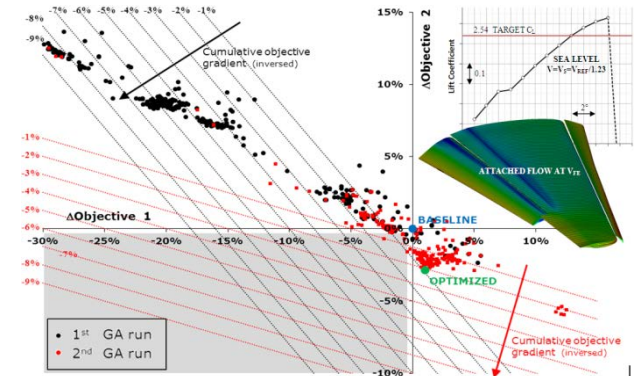 -7%-6%-5%-4%-3%-2%-1%
-8%
-9%
15%
ΔObjective 2
Cumulative objective
gradient (inversed)
2.54 TARGET CL
Lift Coefficient
0.1
SEA LEVEL
V=VS=VREF/1.23
2°
10%
5%
ATTACHED FLOW AT VFE
-1%
-2%
-3%
-4%
-5%
-6%
ΔObjective 1
BASELINE
-30% -25% -20% -15% -10% -5% 0% 5% 10%
0%
-7%
-8%
-9%
OPTIMIZED
-5%
1st GA run
2nd GA run
Cumulative objective
gradient (inversed)
-10%